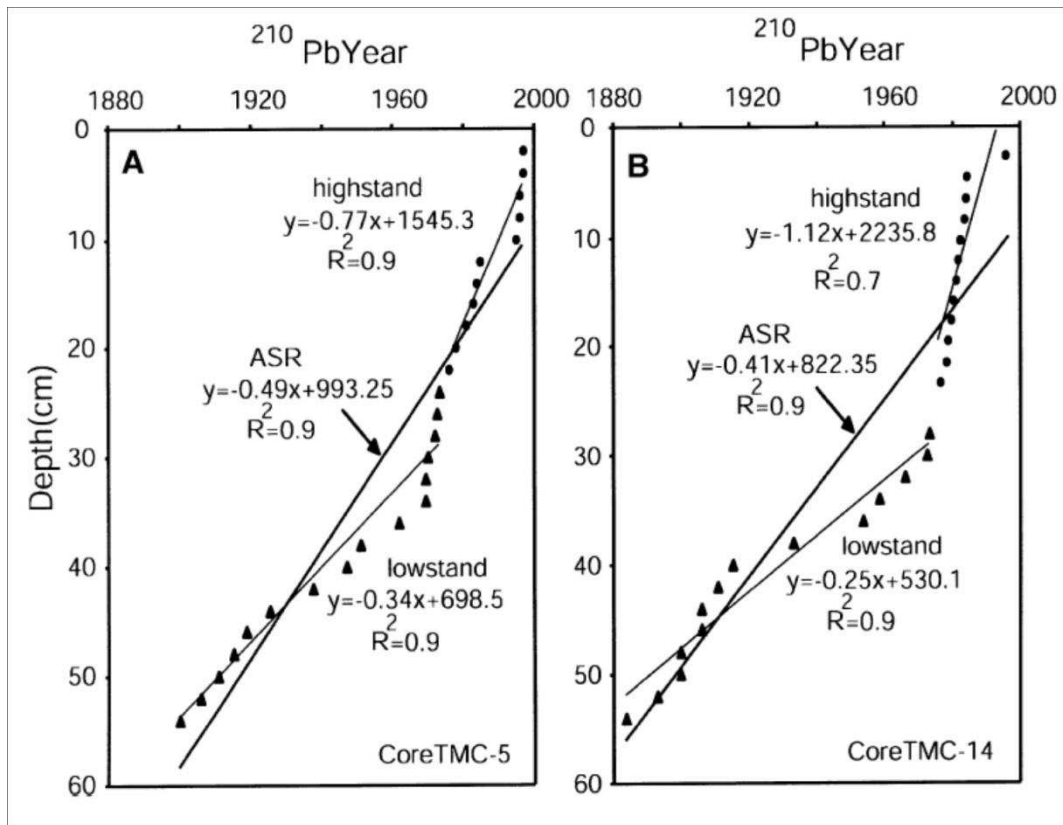 210
PbYear
1880 1920 1960 2000
0
10
20
30
40
50
60
Depth(cm)
A
highstand
y=-0.77x+1545.3
2
R=0.9
ASR
y=-0.49x+993.25
2
R=0.9
lowstand
y=-0.34x+698.5
2
R=0.9
CoreTMC-5
210
PbYear
1880 1920 1960 2000
0
10
20
30
40
50
60
B
highstand
y=-1.12x+2235.8
2
R=0.7
ASR
y=-0.41x+822.35
2
R=0.9
lowstand
y=-0.25x+530.1
2
R=0.9
CoreTMC-14